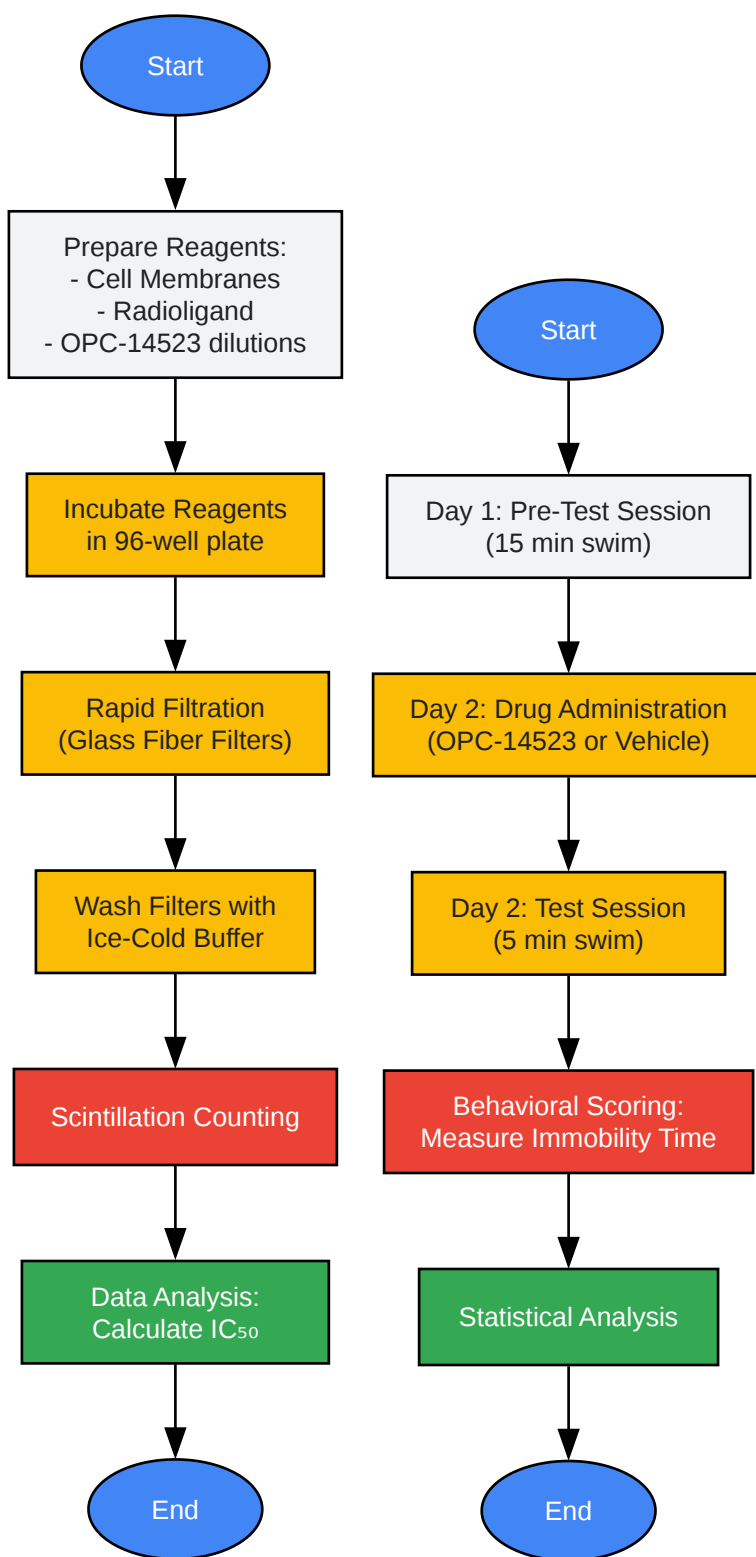 Start
Prepare Reagents:
- Cell Membranes
- Radioligand
- OPC-14523 dilutions
Incubate Reagents
in 96-well plate
Rapid Filtration
(Glass Fiber Filters)
Wash Filters with
Ice-Cold Buffer
Scintillation Counting
Data Analysis:
Calculate IC₅₀
End
Start
Day 1: Pre-Test Session
(15 min swim)
Day 2: Drug Administration
(OPC-14523 or Vehicle)
Day 2: Test Session
(5 min swim)
Behavioral Scoring:
Measure Immobility Time
Statistical Analysis
End